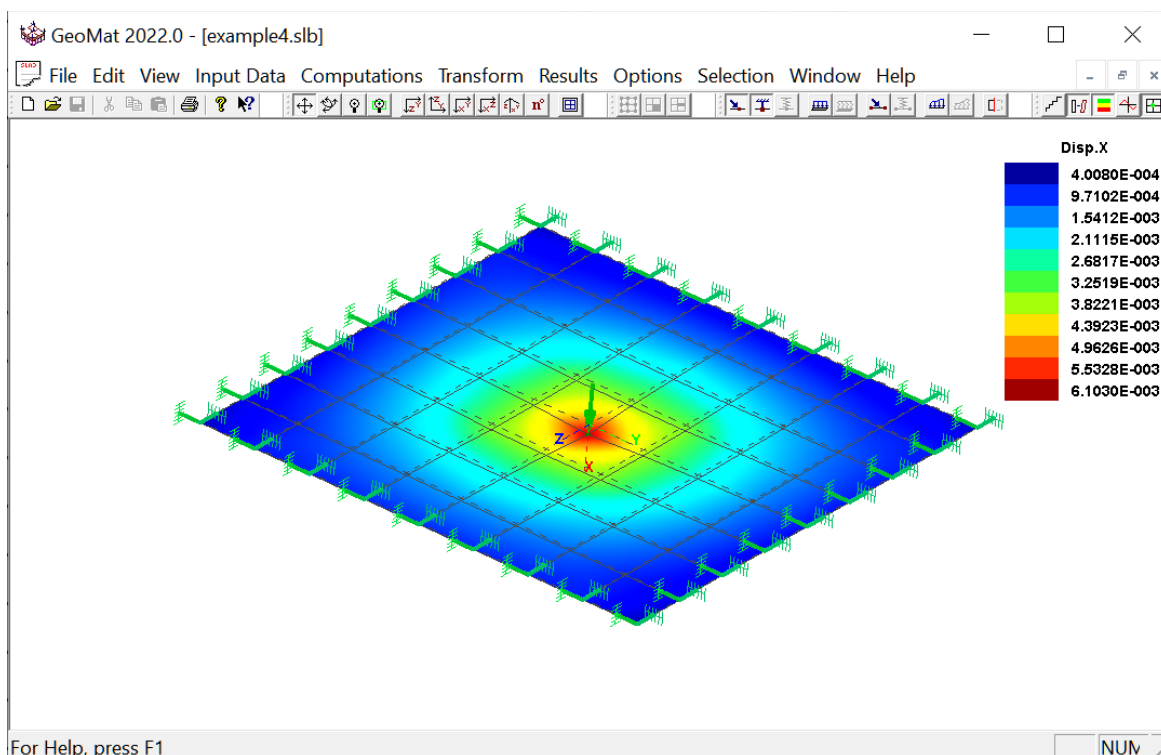 GeoMat 2022.0 - [example4.slb]
File Edit View Input Data Computations Transform Results Options Selection Window Help
n°
Disp.X
4.0080E-004
9.7102E-004
1.5412E-003
2.1115E-003
2.6817E-003
3.2519E-003
3.8221E-003
4.3923E-003
4.9626E-003
5.5328E-003
6.1030E-003
Z Y
X
For Help, press F1 NUM